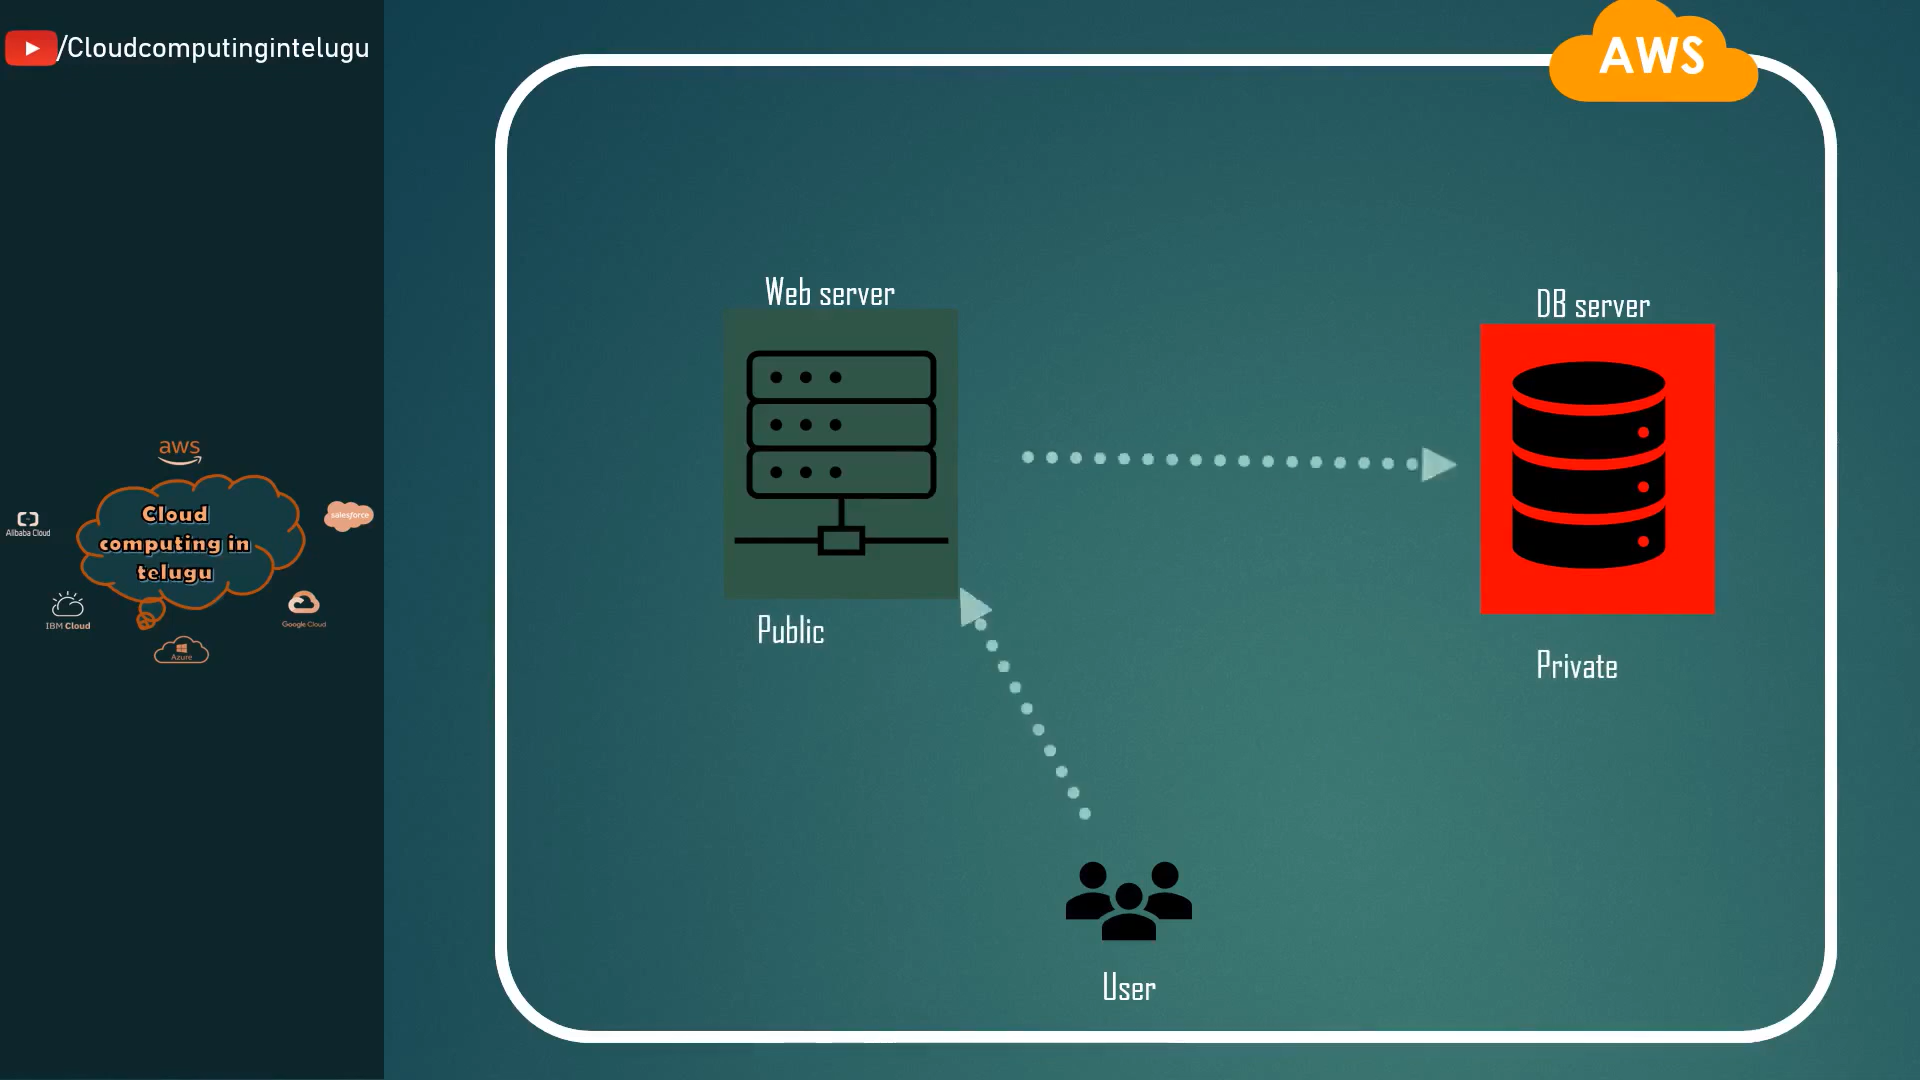 /Cloudcomputingintelugu
AWS
Web server
DB server
Public
Private
User
aws
Cloud
computing in
telugu
Alibaba Cloud
salesforce
IBM Cloud
Google Cloud
Azure